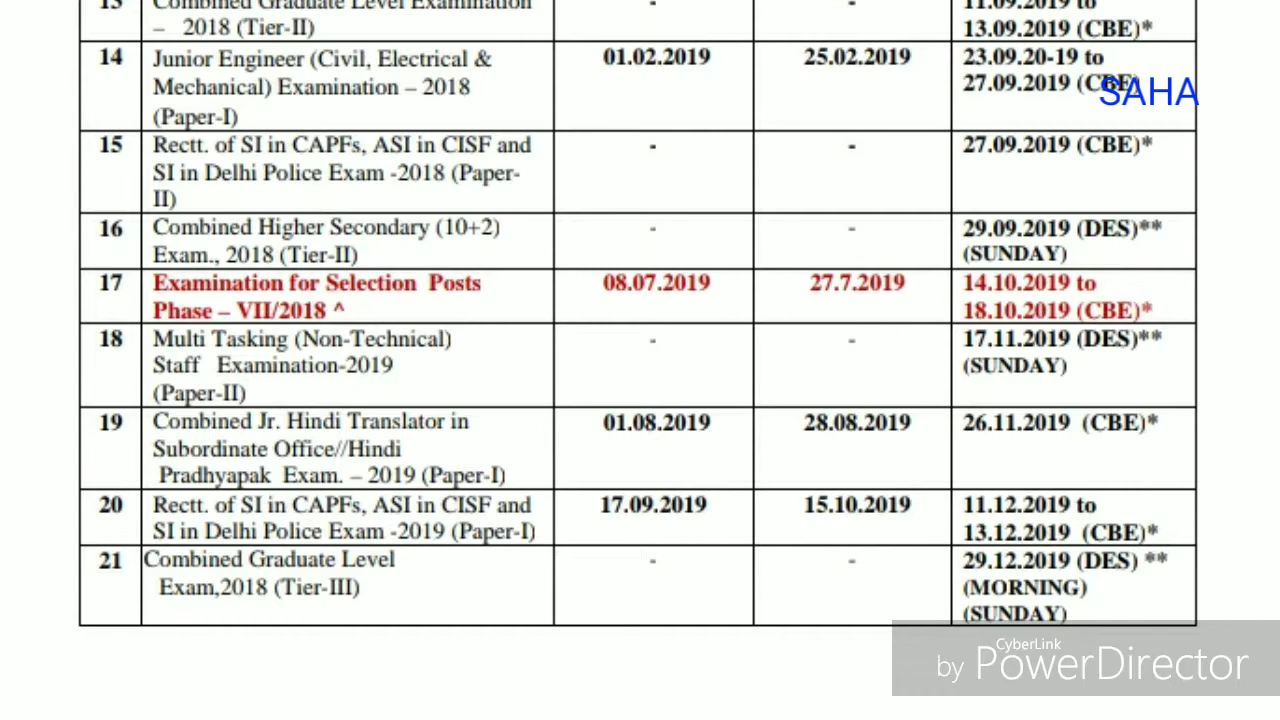 13 Combined Graduate Level Examination - - 11.09.2019 to
– 2018 (Tier-II) 13.09.2019 (CBE)*
14 Junior Engineer (Civil, Electrical & 01.02.2019 25.02.2019 23.09.20-19 to
Mechanical) Examination – 2018 27.09.2019 (CBE)
SAHA
(Paper-I)
15 Rectt. of SI in CAPFs, ASI in CISF and - - 27.09.2019 (CBE)*
SI in Delhi Police Exam -2018 (Paper-
II)
16 Combined Higher Secondary (10+2) - - 29.09.2019 (DES)**
Exam., 2018 (Tier-II) (SUNDAY)
17 Examination for Selection Posts 08.07.2019 27.7.2019 14.10.2019 to
Phase – VII/2018 ^ 18.10.2019 (CBE)*
18 Multi Tasking (Non-Technical) - - 17.11.2019 (DES)**
Staff Examination-2019 (SUNDAY)
(Paper-II)
19 Combined Jr. Hindi Translator in 01.08.2019 28.08.2019 26.11.2019 (CBE)*
Subordinate Office//Hindi
Pradhyapak Exam. – 2019 (Paper-I)
20 Rectt. of SI in CAPFs, ASI in CISF and 17.09.2019 15.10.2019 11.12.2019 to
SI in Delhi Police Exam -2019 (Paper-I) 13.12.2019 (CBE)*
21 Combined Graduate Level - - 29.12.2019 (DES) **
Exam,2018 (Tier-III) (MORNING)
(SUNDAY)
CyberLink
by PowerDirector